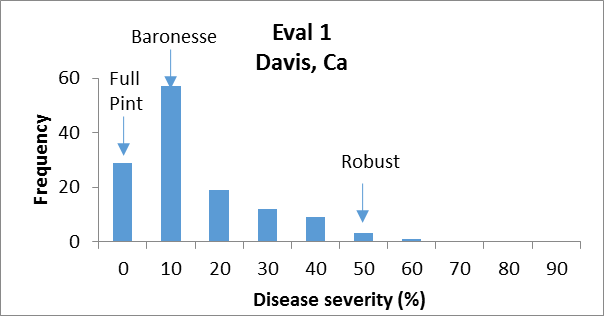 Eval 1
Davis, Ca
Baronesse
Full
Pint
Robust
Frequency
60
40
20
0
0 10 20 30 40 50 60 70 80 90
Disease severity (%)